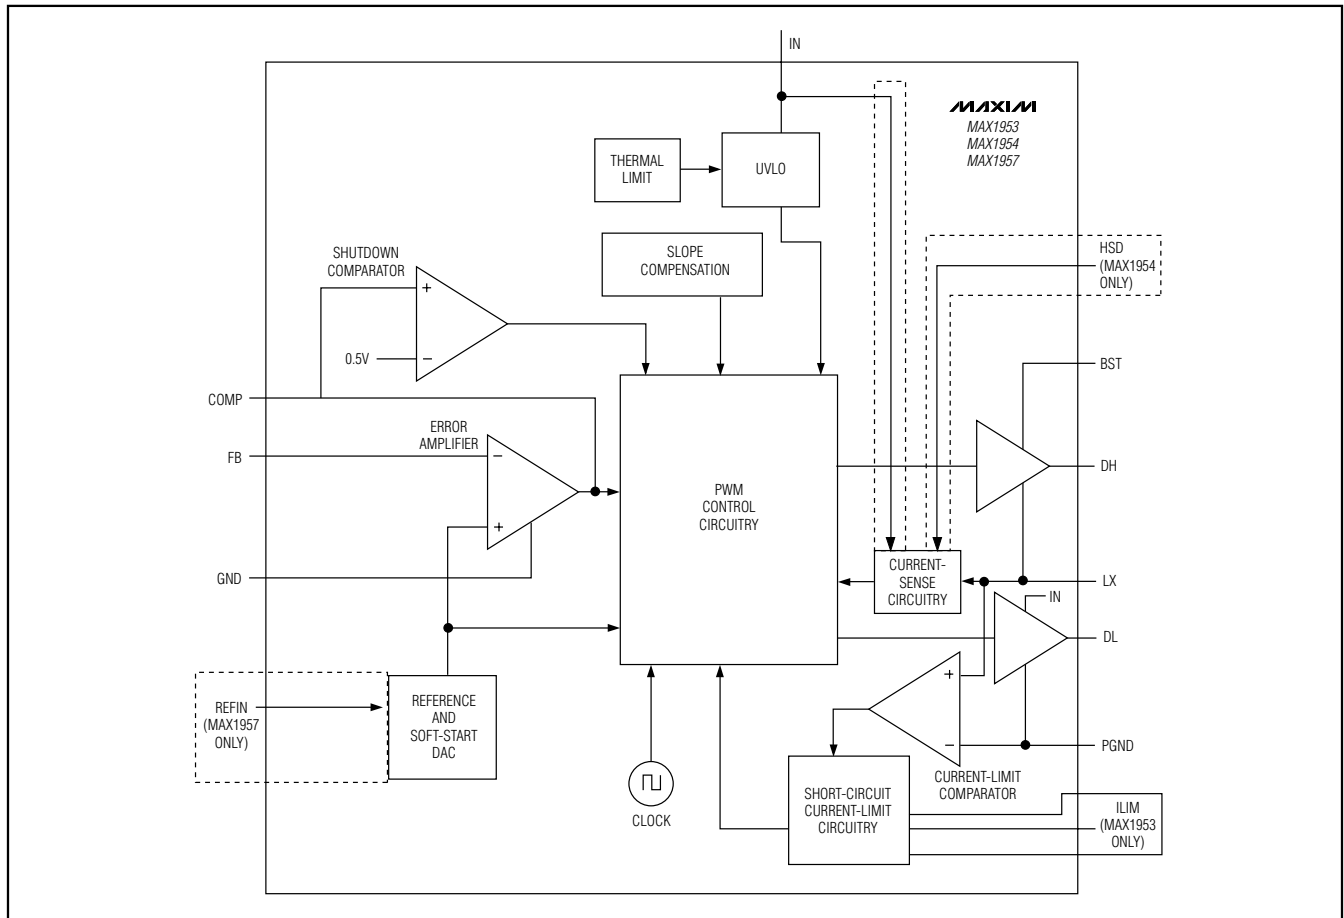 IN
MAXIM
MAX1953
MAX1954
MAX1957
THERMAL
LIMIT
UVLO
SHUTDOWN
COMPARATOR
SLOPE
COMPENSATION
HSD
(MAX1954
ONLY)
+
0.5V
−
BST
COMP
ERROR
AMPLIFIER
FB
−
DH
PWM
CONTROL
CIRCUITRY
+
GND
CURRENT-
SENSE
CIRCUITRY
LX
IN
DL
REFIN
(MAX1957
ONLY)
REFERENCE
AND
SOFT-START
DAC
+
−
PGND
CURRENT-LIMIT
COMPARATOR
CLOCK
SHORT-CIRCUIT
CURRENT-LIMIT
CIRCUITRY
ILIM
(MAX1953
ONLY)